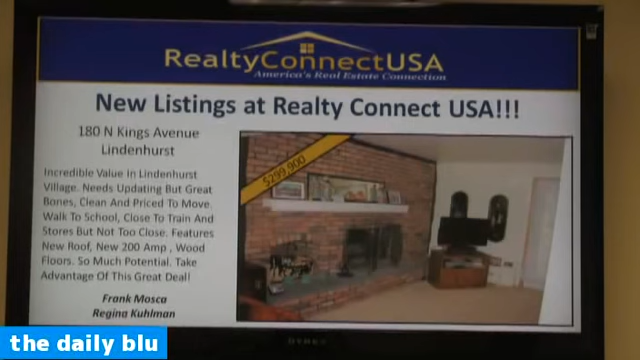 RealtyConnectUSA
America's Real Estate Connection
New Listings at Realty Connect USA!!!
180 N Kings Avenue
Lindenhurst
$299,900
Incredible Value In Lindenhurst
Village. Needs Updating But Great
Bones, Clean And Priced To Move.
Walk To School, Close To Train And
Stores But Not Too Close. Features
New Roof, New 200 Amp , Wood
Floors. So Much Potential. Take
Advantage Of This Great Deal!
Frank Mosca
Regina Kuhlman
the daily blu